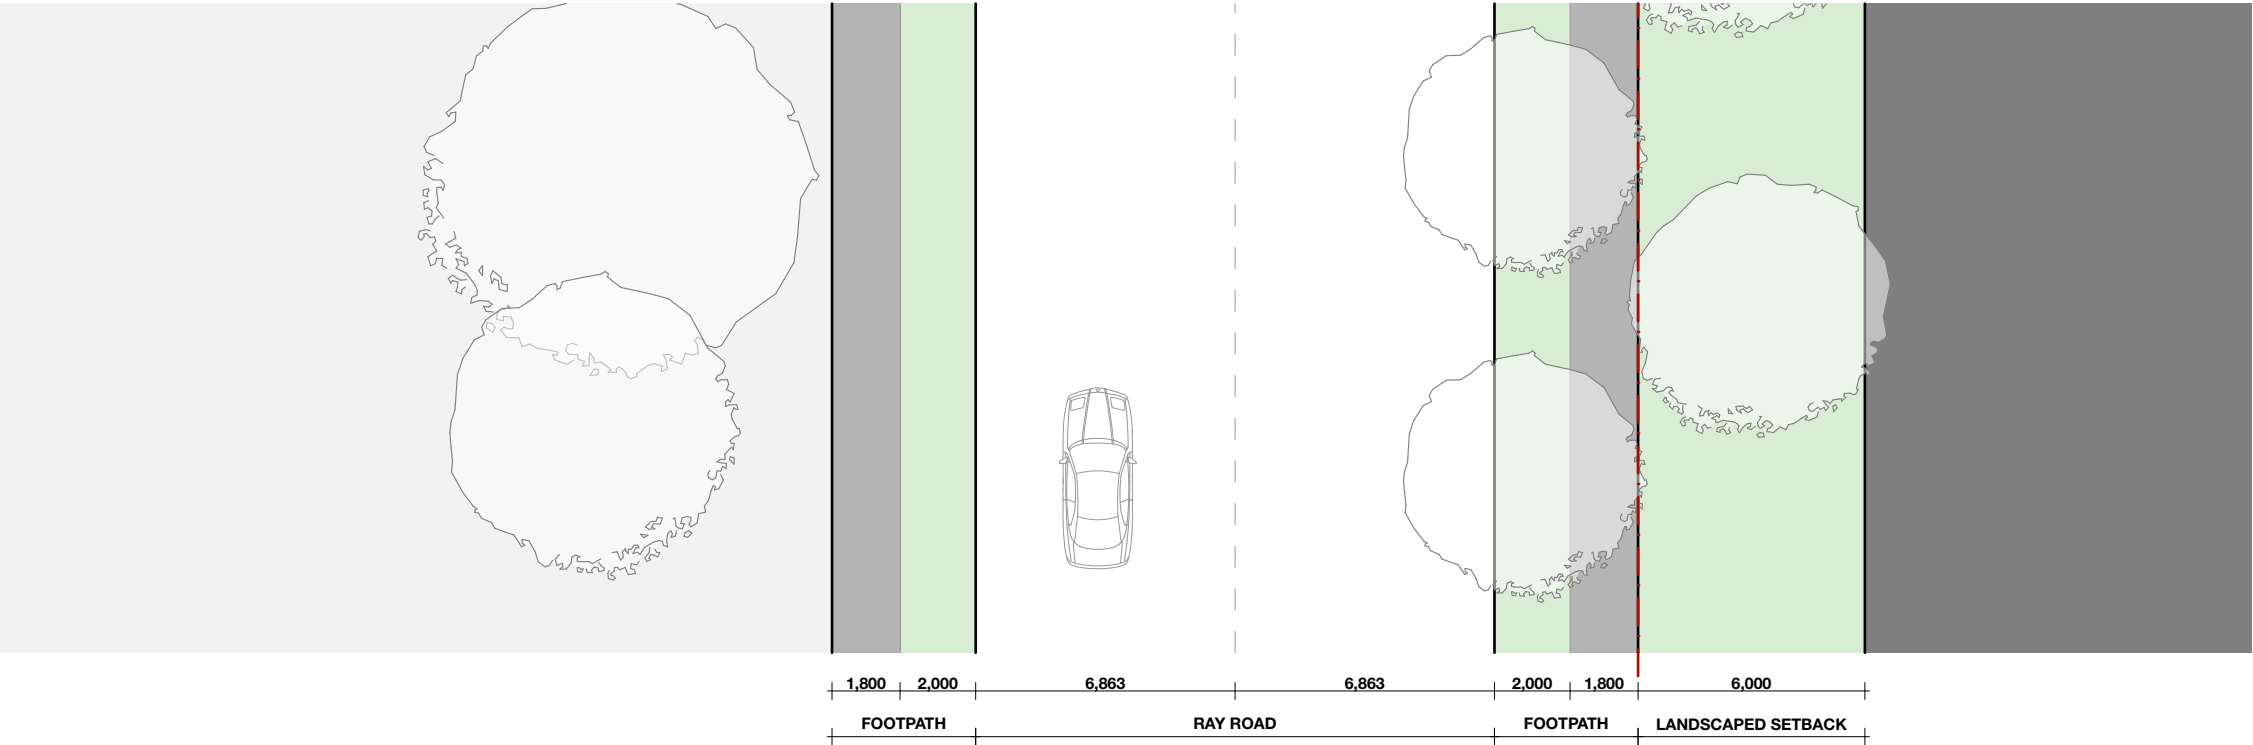 1,800 2,000 6,863 6,863 2,000 1,800 6,000
FOOTPATH RAY ROAD FOOTPATH LANDSCAPED SETBACK